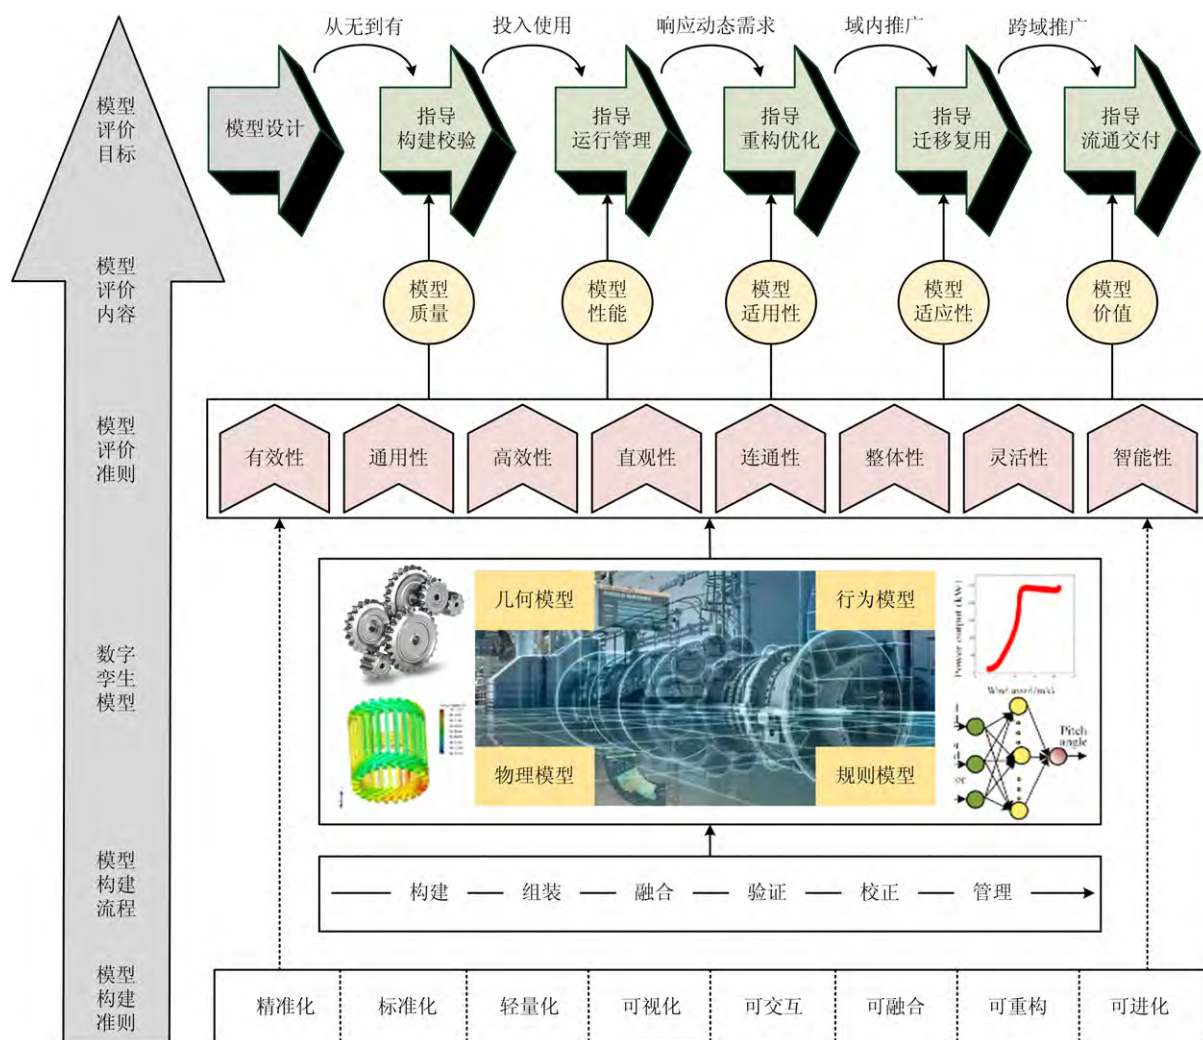 从无到有
投入使用
响应动态需求
域内推广
跨域推广
模型
评价
目标
模型设计
指导
构建校验
指导
运行管理
指导
重构优化
指导
迁移复用
指导
流通交付
模型
评价
内容
模型
质量
模型
性能
模型
适用性
模型
适应性
模型
价值
模型
评价
准则
有效性
通用性
高效性
直观性
连通性
整体性
灵活性
智能性
数字
孪生
模型
几何模型
行为模型
物理模型
规则模型
Power output (kW)
Wind speed (m/s)
Pitch
angle
模型
构建
流程
构建
组装
融合
验证
校正
管理
模型
构建
准则
精准化
标准化
轻量化
可视化
可交互
可融合
可重构
可进化